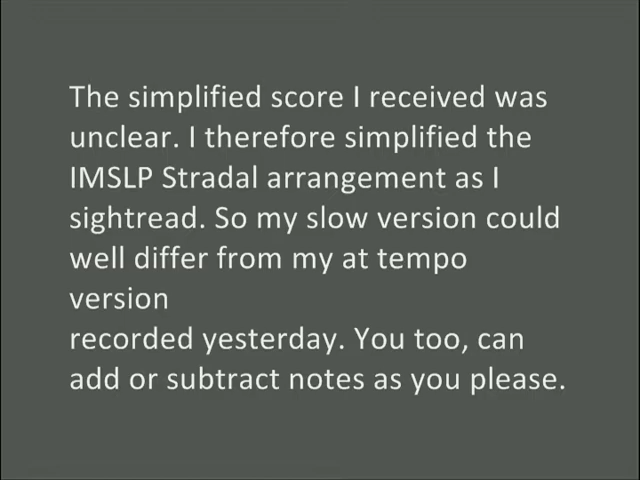 The simplified score I received was
unclear. I therefore simplified the
IMSLP Stradal arrangement as I
sightread. So my slow version could
well differ from my at tempo
version
recorded yesterday. You too, can
add or subtract notes as you please.